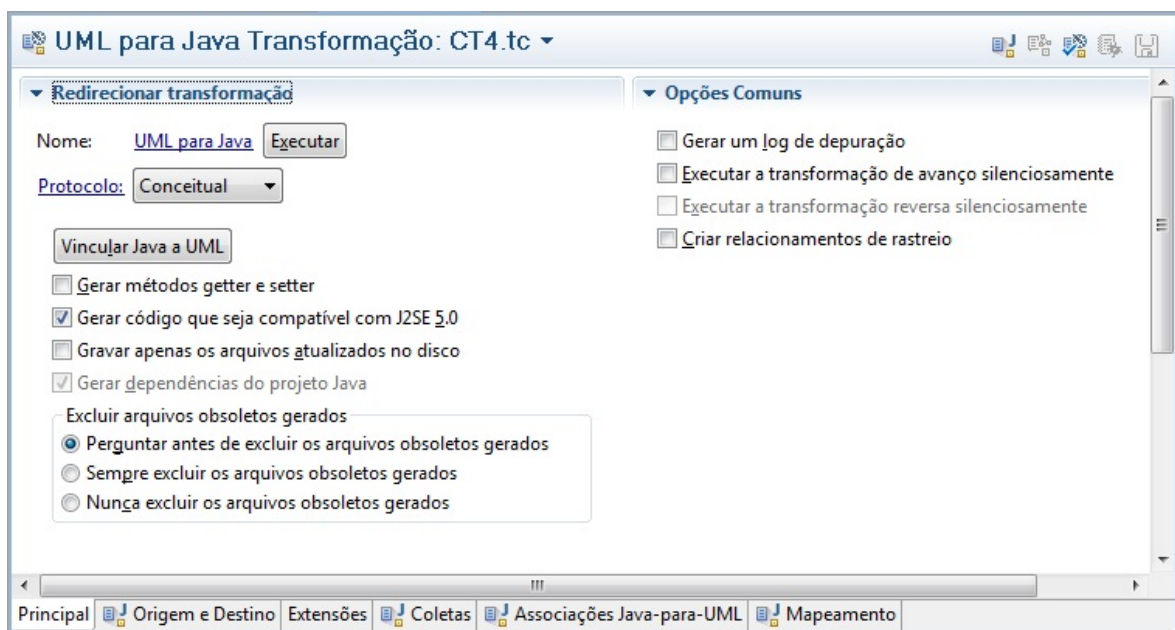 UML para Java Transformação: CT4.tc
Redirecionar transformação
Nome: UML para Java Executar
Protocolo: Conceitual
Vincular Java a UML
Gerar métodos getter e setter
Gerar código que seja compatível com J2SE 5.0
Gravar apenas os arquivos atualizados no disco
Gerar dependências do projeto Java
Excluir arquivos obsoletos gerados
Perguntar antes de excluir os arquivos obsoletos gerados
Sempre excluir os arquivos obsoletos gerados
Nunca excluir os arquivos obsoletos gerados
Opções Comuns
Gerar um log de depuração
Executar a transformação de avanço silenciosamente
Executar a transformação reversa silenciosamente
Criar relacionamentos de rastreio
Principal Origem e Destino Extensões Coletas Associações Java-para-UML Mapeamento